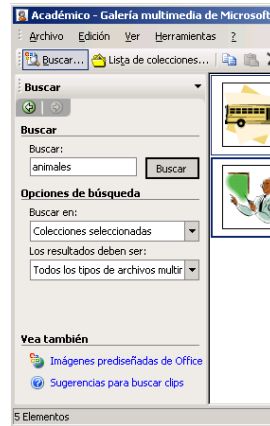 Académico - Galería multimedia de Microsoft
Archivo Edición Ver Herramientas ?
Buscar... Lista de colecciones...
Buscar
Buscar
Buscar:
animales Buscar
Opciones de búsqueda
Buscar en:
Colecciones seleccionadas
Los resultados deben ser:
Todos los tipos de archivos multir
Vea también
Imágenes prediseñadas de Office
Sugerencias para buscar clips
5 Elementos